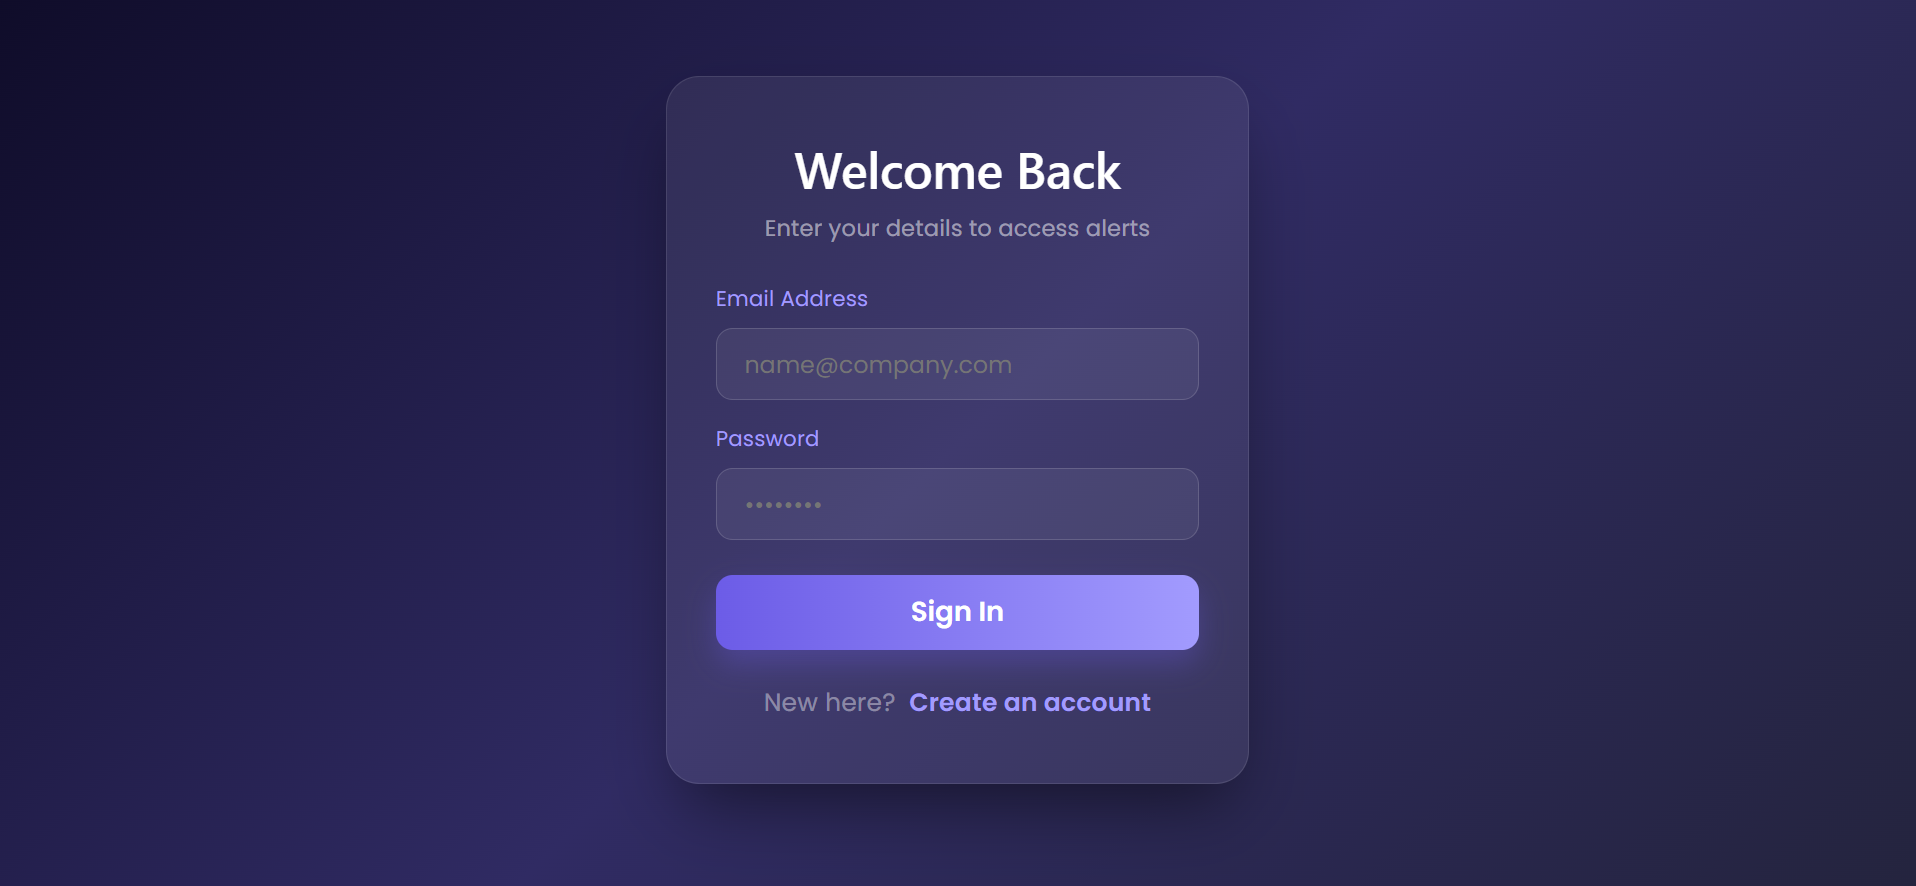 Welcome Back
Enter your details to access alerts
Email Address
name@company.com
Password
••••••••
Sign In
New here? Create an account